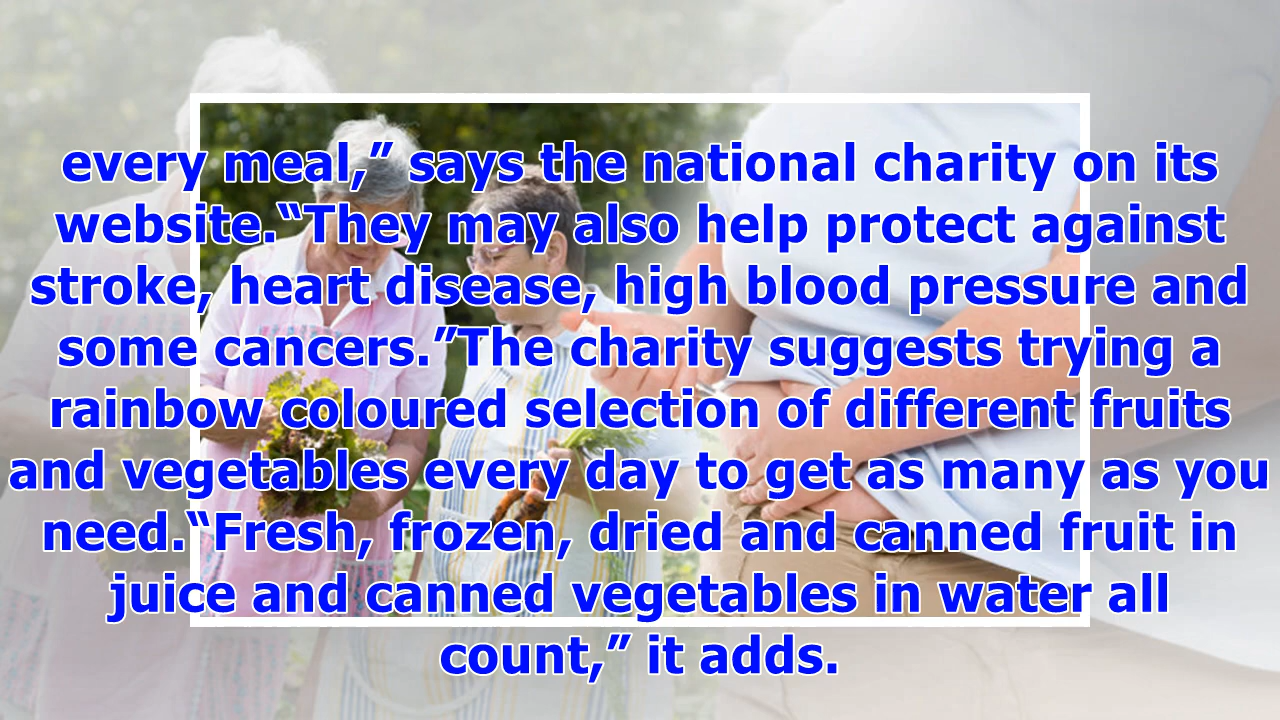 every meal,” says the national charity on its
website.“They may also help protect against
stroke, heart disease, high blood pressure and
some cancers.”The charity suggests trying a
rainbow coloured selection of different fruits
and vegetables every day to get as many as you
need.“Fresh, frozen, dried and canned fruit in
juice and canned vegetables in water all
count,” it adds.